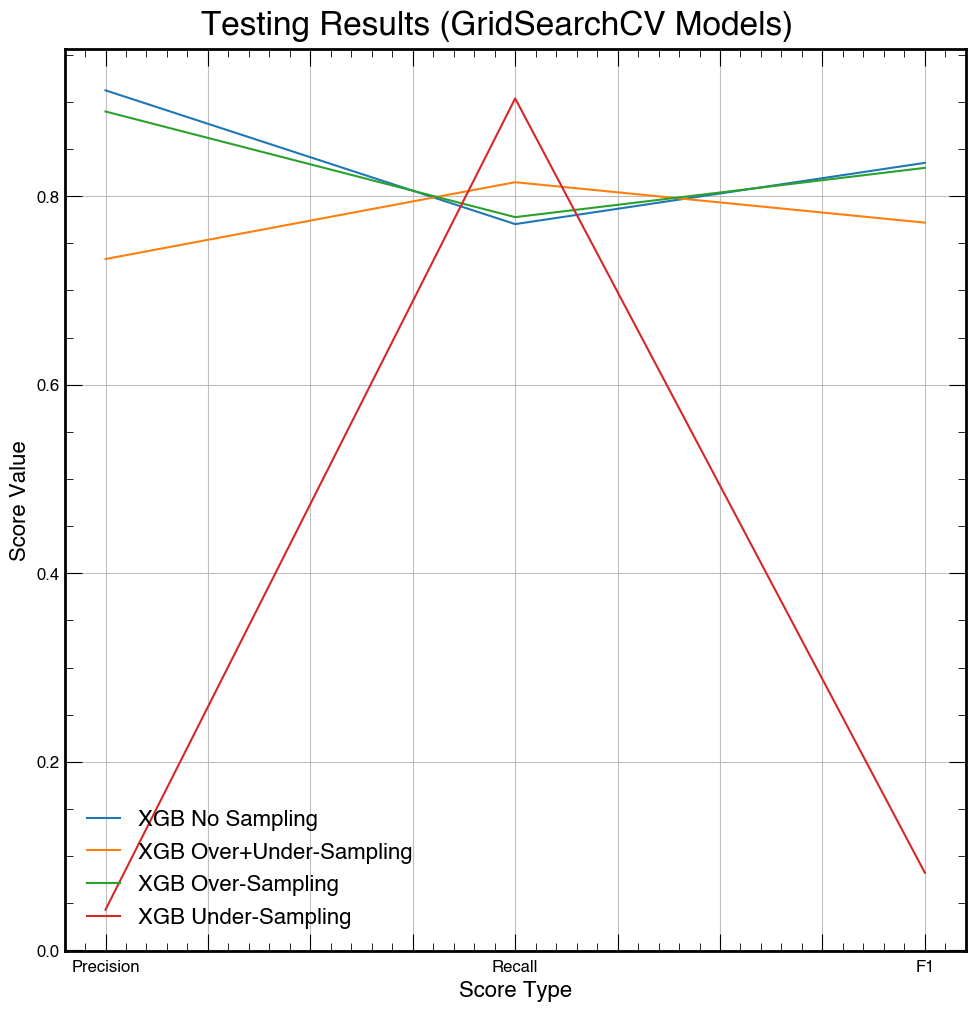 Testing Results (GridSearchCV Models)
Score Value
0.8
0.6
0.4
0.2
0.0
XGB No Sampling
XGB Over+Under-Sampling
XGB Over-Sampling
XGB Under-Sampling
Precision Recall F1
Score Type